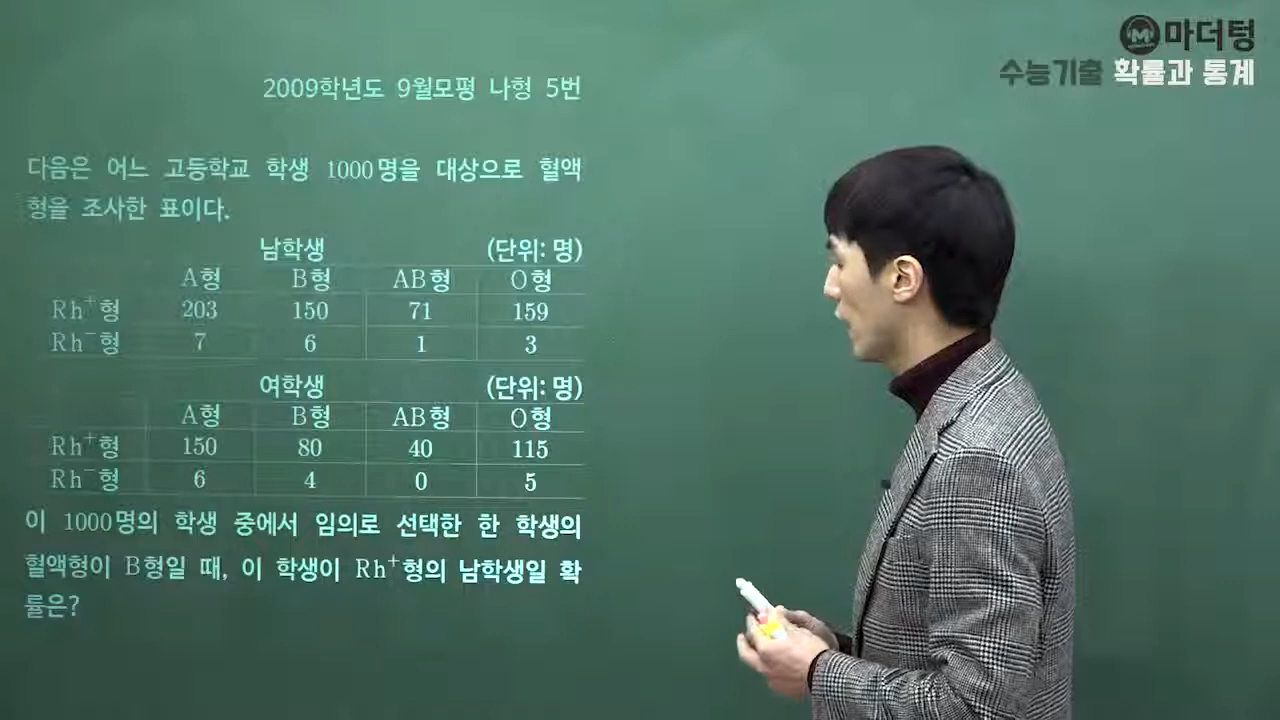 마더텅
수능기출 확률과 통계
2009학년도 9월모평 나형 5번
다음은 어느 고등학교 학생 1000명을 대상으로 혈액
형을 조사한 표이다.
남학생 (단위: 명)
A형 B형 AB형 O형
Rh⁺형 203 150 71 159
Rh⁻형 7 6 1 3
여학생 (단위: 명)
A형 B형 AB형 O형
Rh⁺형 150 80 40 115
Rh⁻형 6 4 0 5
이 1000명의 학생 중에서 임의로 선택한 한 학생의
혈액형이 B형일 때, 이 학생이 Rh⁺형의 남학생일 확
률은?